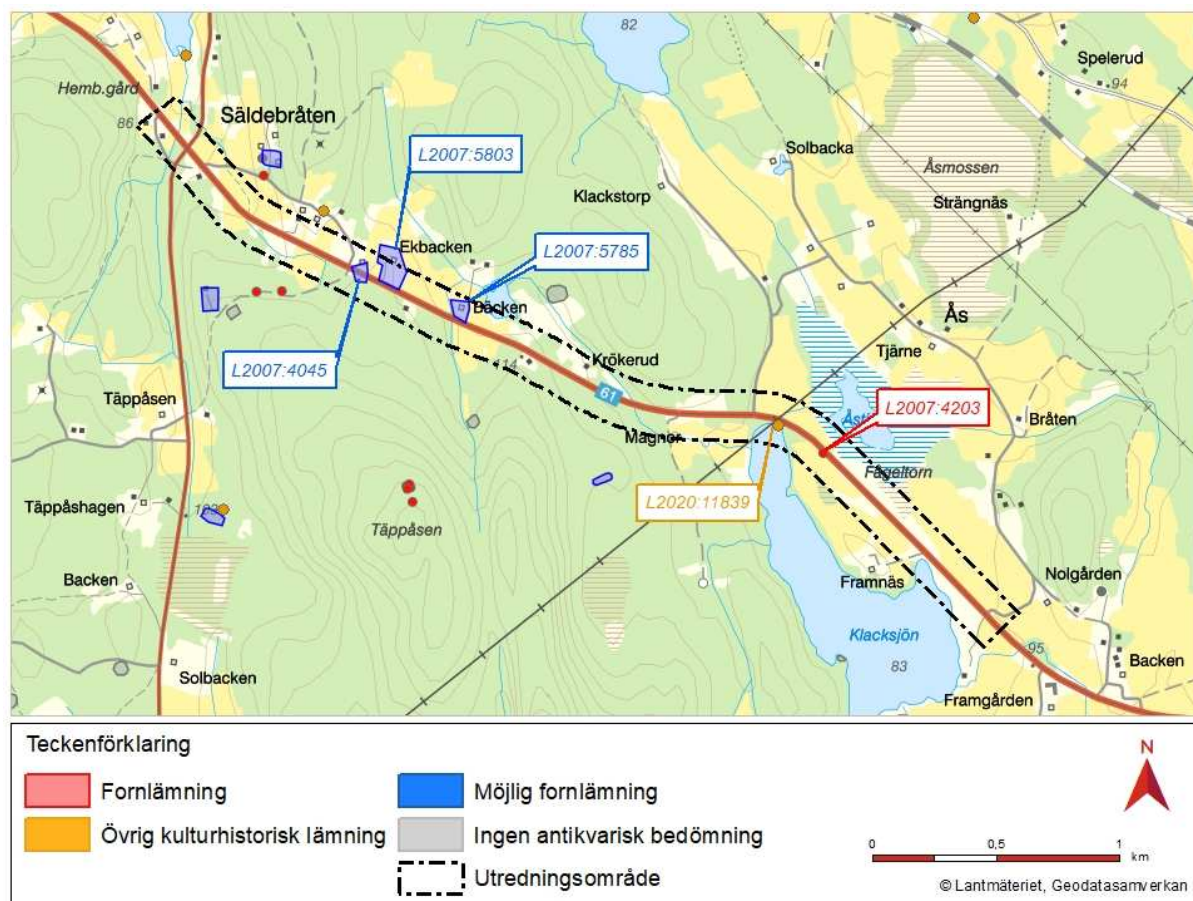 82
Spelerud
94
Hemb.gård
86
Säldebråten
L2007:5803
Solbacka
Åsmossen
Klackstorp
Strängnäs
Ekbacken
L2007:5785
Bäcken
Ås
Tjärne
L2007:4045
114
Krökerud
61
L2007:4203
Täppåsen
Bråten
Magnor
Fågeltorn
L2020:11839
Täppåshagen
Täppåsen
Backen
Framnäs
Nolgården
Klacksjön
83
95
Backen
Solbacken
Framgården
Teckenförklaring
Fornlämning
Möjlig fornlämning
Övrig kulturhistorisk lämning
Ingen antikvarisk bedömning
Utredningsområde
N
0 0,5 1
km
© Lantmäteriet, Geodatasamverkan